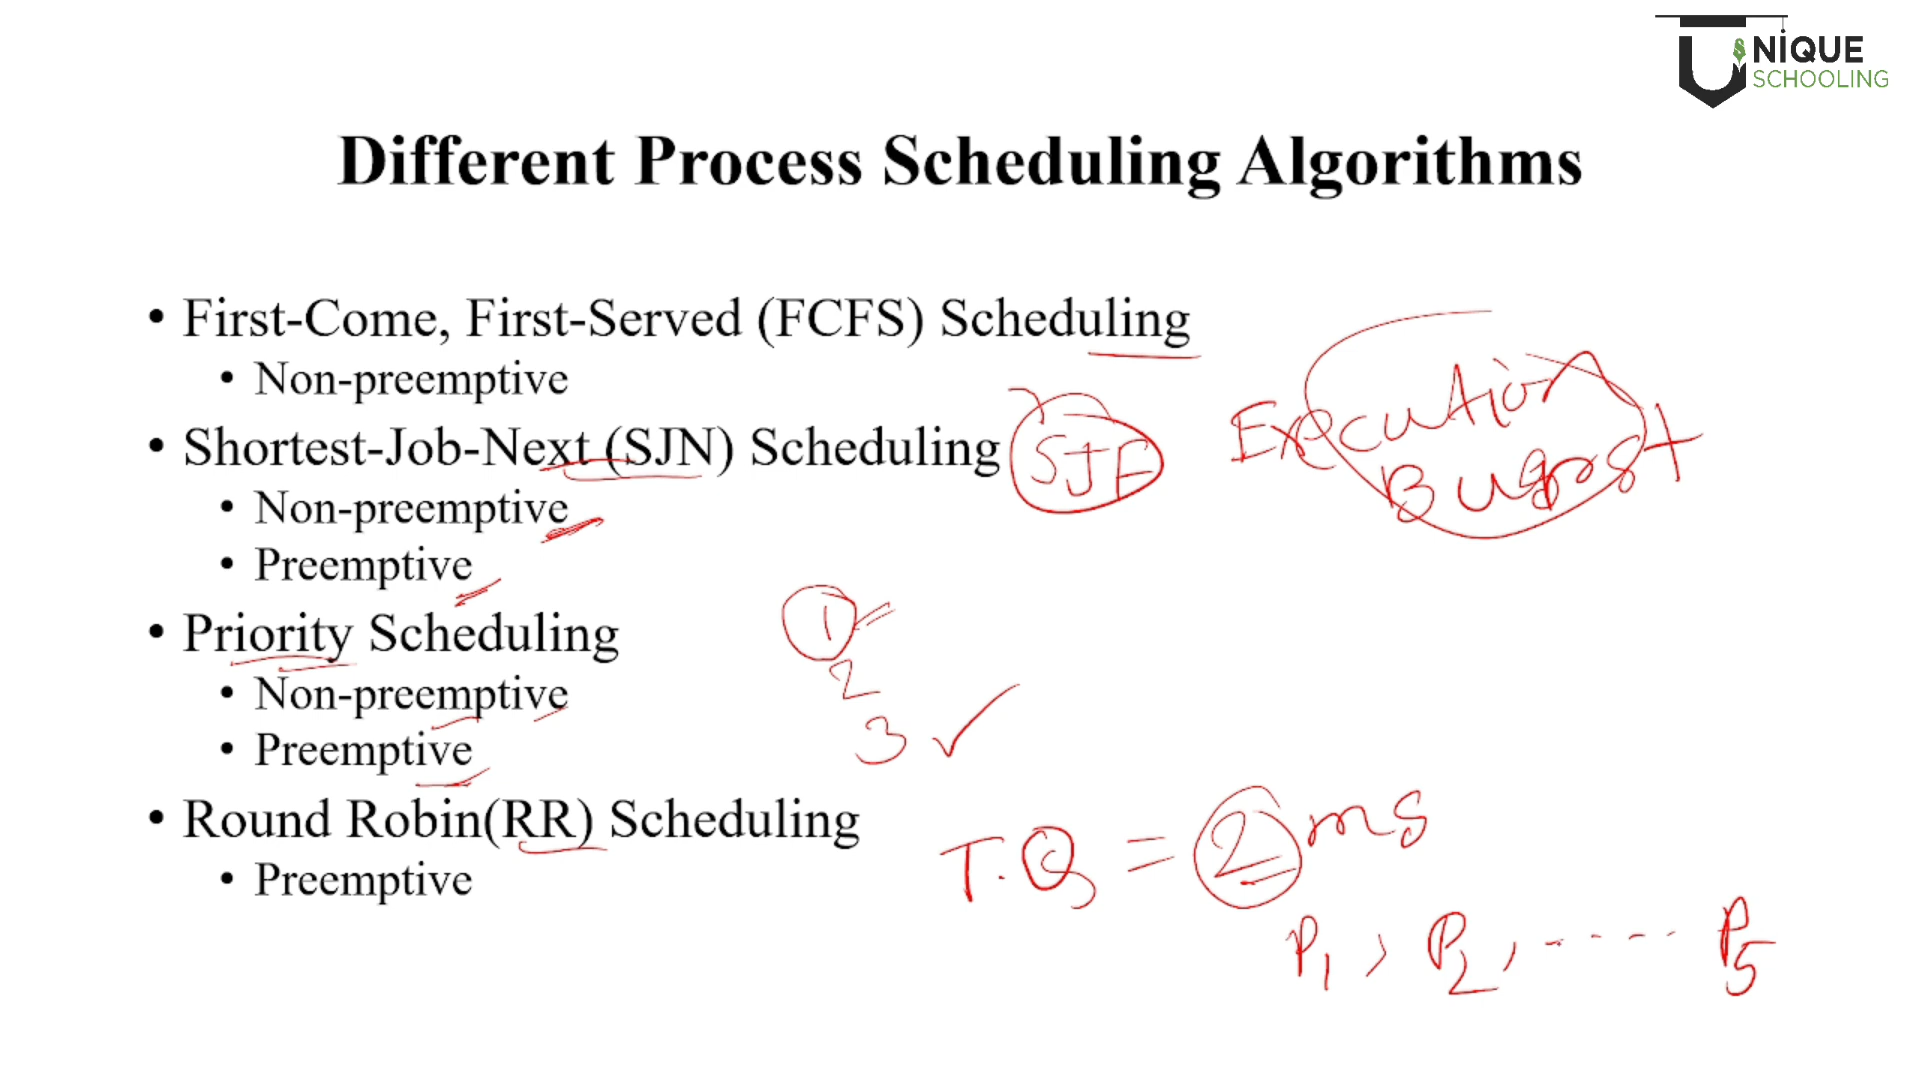 UNIQUE
SCHOOLING
Different Process Scheduling Algorithms
• First-Come, First-Served (FCFS) Scheduling
• Non-preemptive
• Shortest-Job-Next (SJN) Scheduling SJF
Execution
• Non-preemptive
• Preemptive
• Priority Scheduling
1
2
3 ✓
• Non-preemptive
• Preemptive
• Round Robin(RR) Scheduling
T.Q = 2 ms
• Preemptive
P1, P2, ..... P5